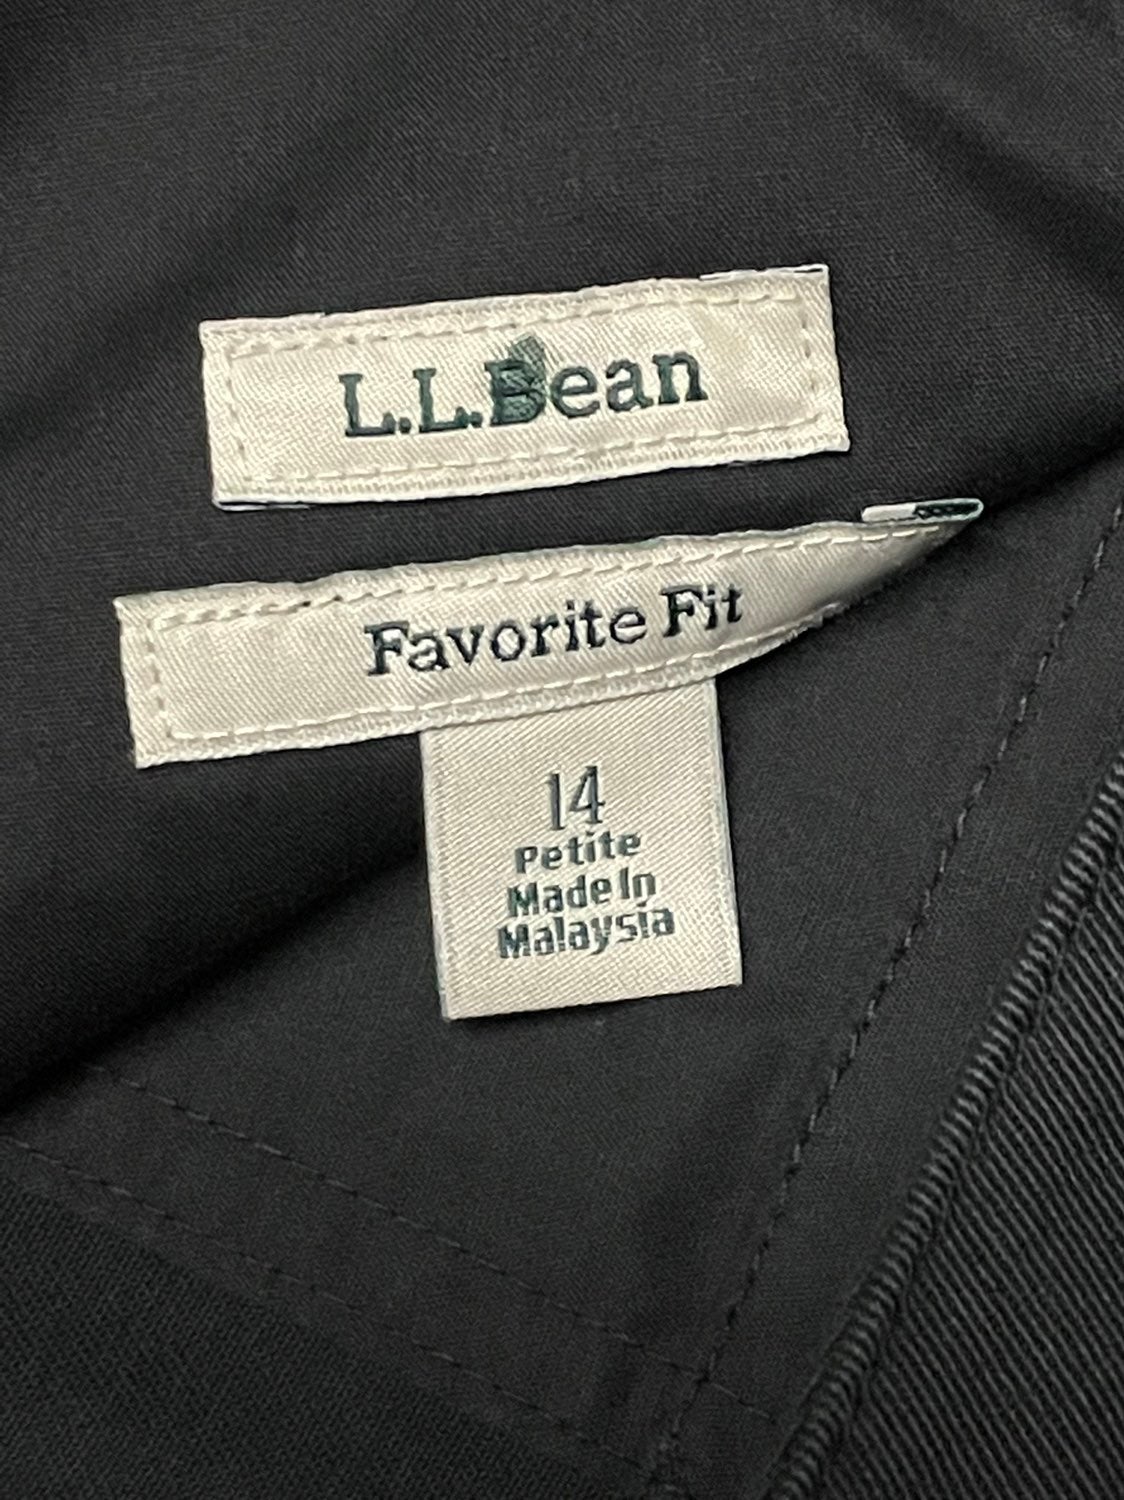 L.L.Bean
Favorite Fit
14
Petite
Made In
Malaysia